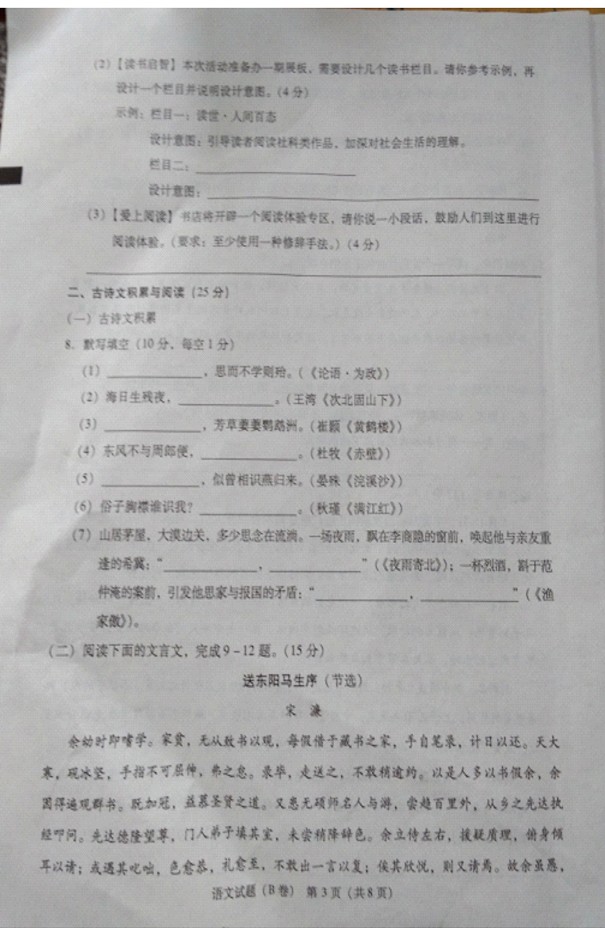 (2)【读书启智】本次活动准备办一期展板,需要设计几个读书栏目。请你参考示例,再
设计一个栏目并说明设计意图。(4分)
示例:栏目一:读世·人间百态
设计意图:引导读者阅读社科类作品,加深对社会生活的理解。
栏目二:
设计意图:
(3)【爱上阅读】书店将开辟一个阅读体验专区,请你说一小段话,鼓励人们到这里进行
阅读体验。(要求:至少使用一种修辞手法。)(4分)
二、古诗文积累与阅读(25分)
(一)古诗文积累
8. 默写填空(10分,每空1分)
(1)____________,思而不学则殆。(《论语·为政》)
(2)海日生残夜,____________。(王湾《次北固山下》)
(3)____________,芳草萋萋鹦鹉洲。(崔颢《黄鹤楼》)
(4)东风不与周郎便,____________。(杜牧《赤壁》)
(5)____________,似曾相识燕归来。(晏殊《浣溪沙》)
(6)俗子胸襟谁识我?____________。(秋瑾《满江红》)
(7)山居茅屋,大漠边关,多少思念在流淌。一场夜雨,飘在李商隐的窗前,唤起他与亲友重
逢的希冀:“____________,____________”(《夜雨寄北》);一杯烈酒,斟于范
仲淹的案前,引发他思家与报国的矛盾:“____________,____________”(《渔
家傲》)。
(二)阅读下面的文言文,完成9-12题。(15分)
送东阳马生序(节选)
宋 濂
余幼时即嗜学。家贫,无从致书以观,每假借于藏书之家,手自笔录,计日以还。天大
寒,砚冰坚,手指不可屈伸,弗之怠。录毕,走送之,不敢稍逾约。以是人多以书假余,余
因得遍观群书。既加冠,益慕圣贤之道。又患无硕师名人与游,尝趋百里外,从乡之先达执
经叩问。先达德隆望尊,门人弟子填其室,未尝稍降辞色。余立侍左右,援疑质理,俯身倾
耳以请;或遇其叱咄,色愈恭,礼愈至,不敢出一言以复;俟其欣悦,则又请焉。故余虽愚,
语文试题(B卷) 第3页(共8页)